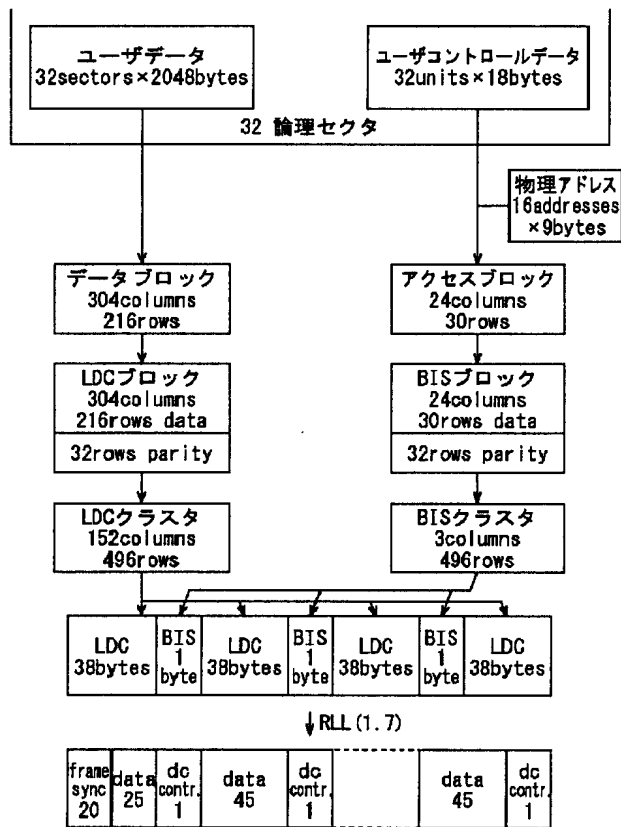 ユーザデータ
32sectors×2048bytes
ユーザコントロールデータ
32units×18bytes
32 論理セクタ
物理アドレス
16addresses
×9bytes
データブロック
304columns
216rows
アクセスブロック
24columns
30rows
LDCブロック
304columns
216rows data
32rows parity
BISブロック
24columns
30rows data
32rows parity
LDCクラスタ
152columns
496rows
BISクラスタ
3columns
496rows
LDC
38bytes
BIS
1
byte
LDC
38bytes
BIS
1
byte
LDC
38bytes
BIS
1
byte
LDC
38bytes
RLL(1.7)
frame
sync
20
data
25
dc
contr.
1
data
45
dc
contr.
1
data
45
dc
contr.
1